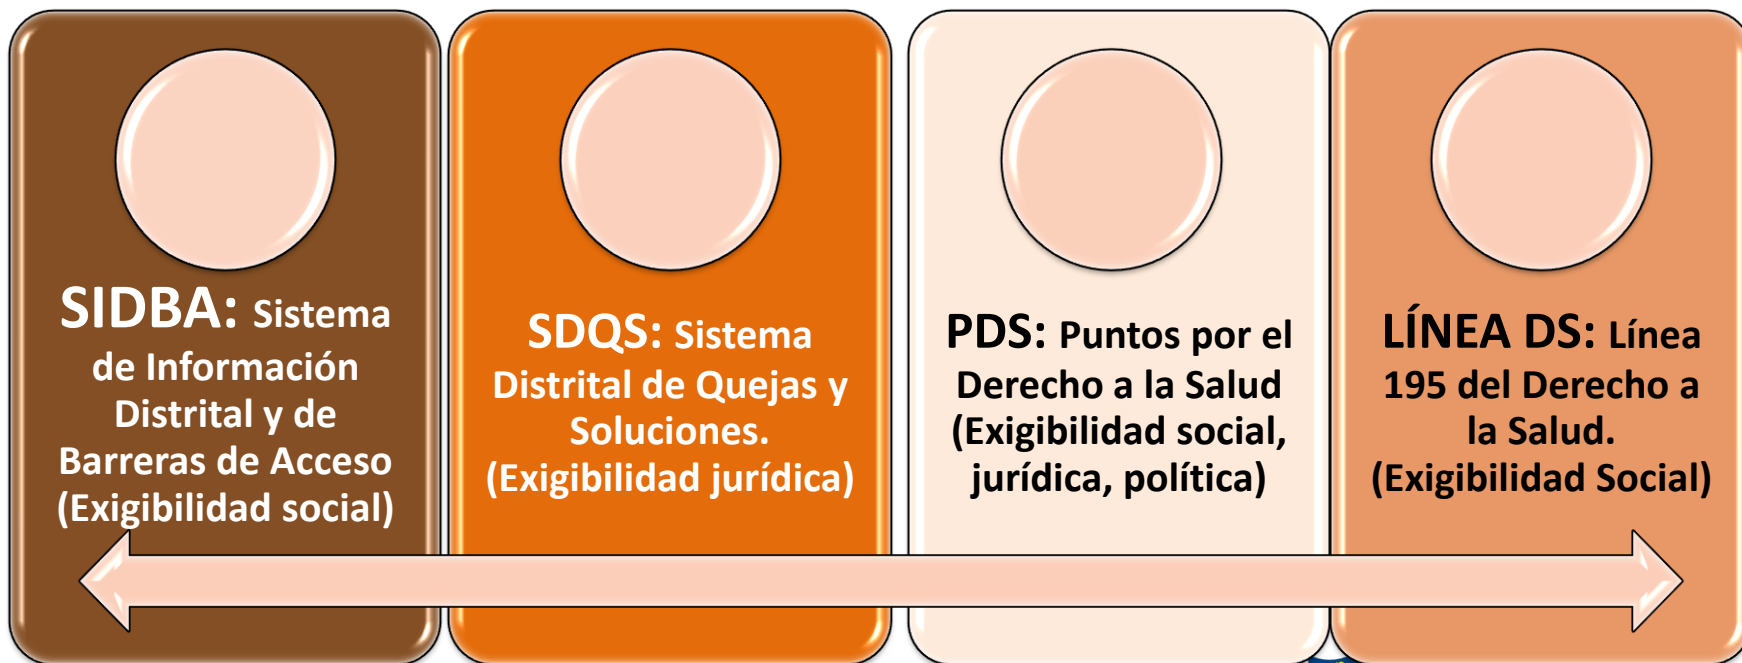 SIDBA: Sistema
de Información
Distrital y de
Barreras de Acceso
(Exigibilidad social)
SDQS: Sistema
Distrital de Quejas y
Soluciones.
(Exigibilidad jurídica)
PDS: Puntos por el
Derecho a la Salud
(Exigibilidad social,
jurídica, política)
LÍNEA DS: Línea
195 del Derecho a
la Salud.
(Exigibilidad Social)